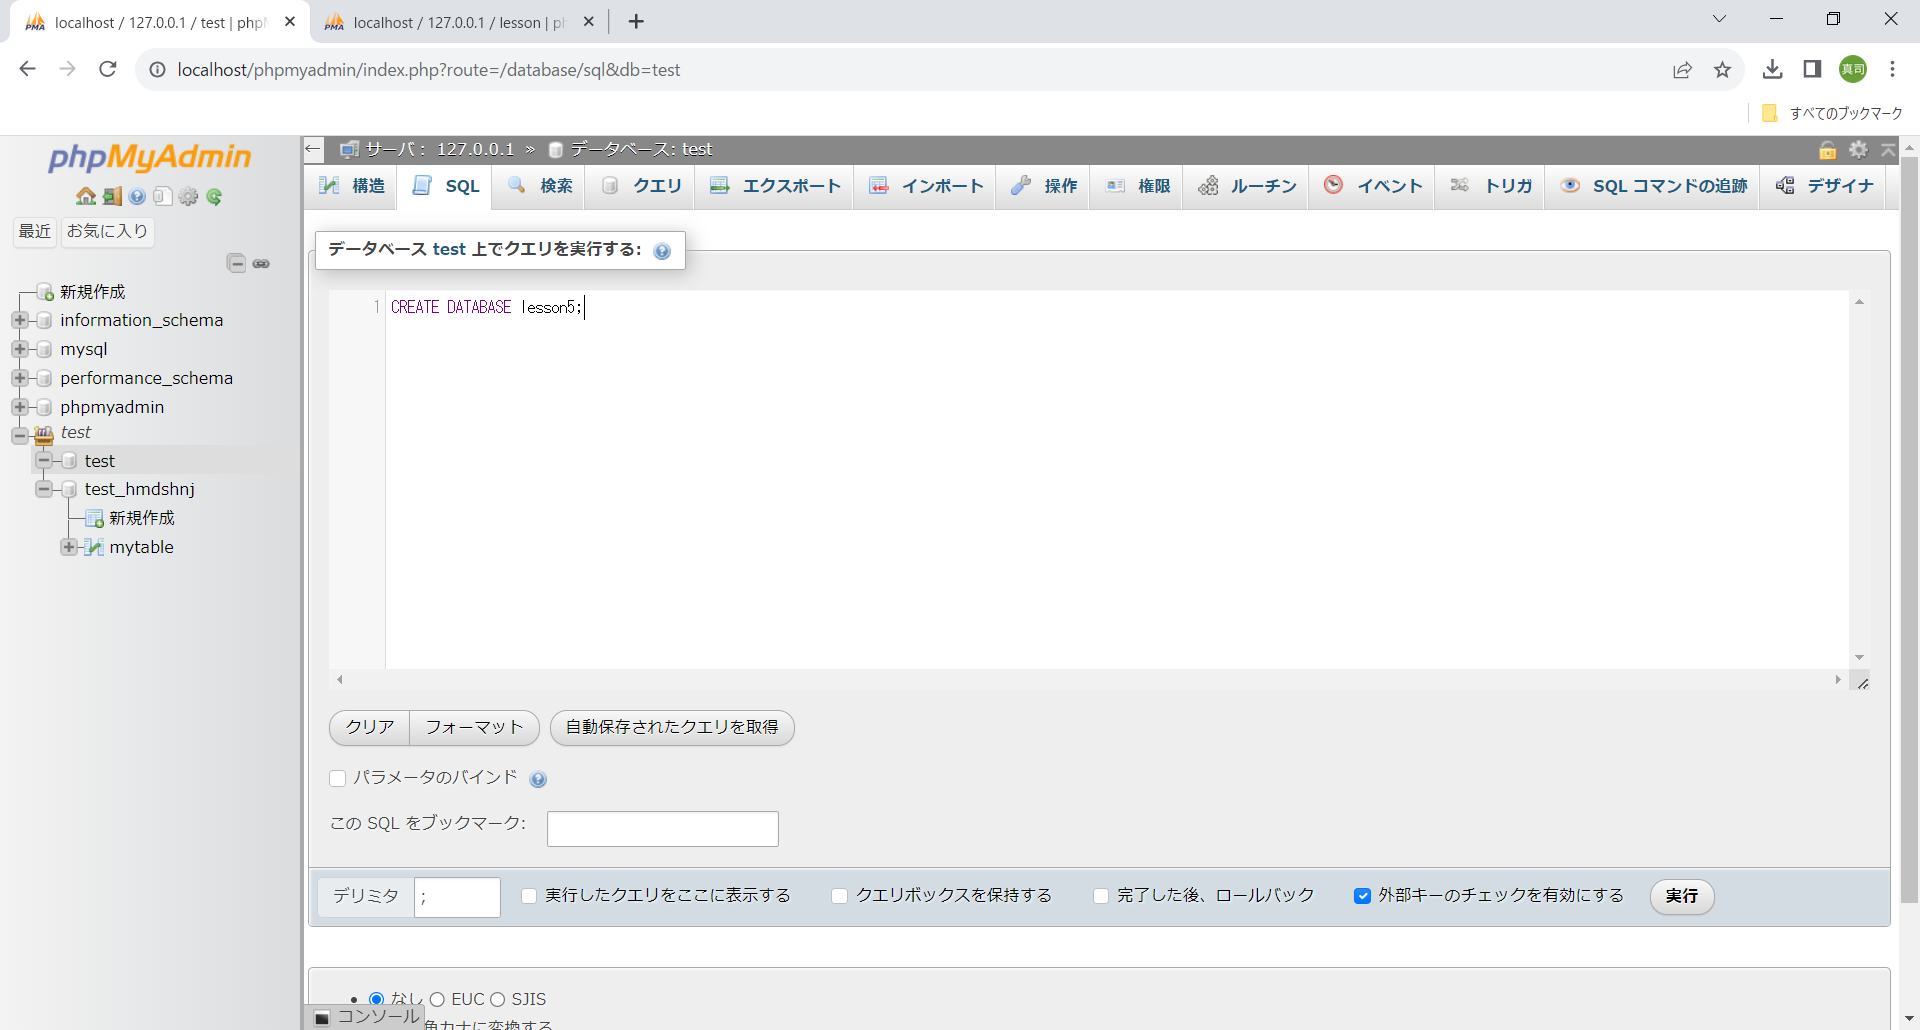 localhost / 127.0.0.1 / test | phpM
localhost / 127.0.0.1 / lesson | ph
localhost/phpmyadmin/index.php?route=/database/sql&db=test
真司
すべてのブックマーク
phpMyAdmin
最近 お気に入り
新規作成
information_schema
mysql
performance_schema
phpmyadmin
test
test
test_hmdshnj
新規作成
mytable
サーバ: 127.0.0.1 » データベース: test
構造 SQL 検索 クエリ エクスポート インポート 操作 権限 ルーチン イベント トリガ SQL コマンドの追跡 デザイナ
データベース test 上でクエリを実行する:
1 CREATE DATABASE lesson5;
クリア フォーマット 自動保存されたクエリを取得
パラメータのバインド
この SQL をブックマーク:
デリミタ ; 実行したクエリをここに表示する クエリボックスを保持する 完了した後、ロールバック 外部キーのチェックを有効にする 実行
なし EUC SJIS
コンソール
角カナに変換する